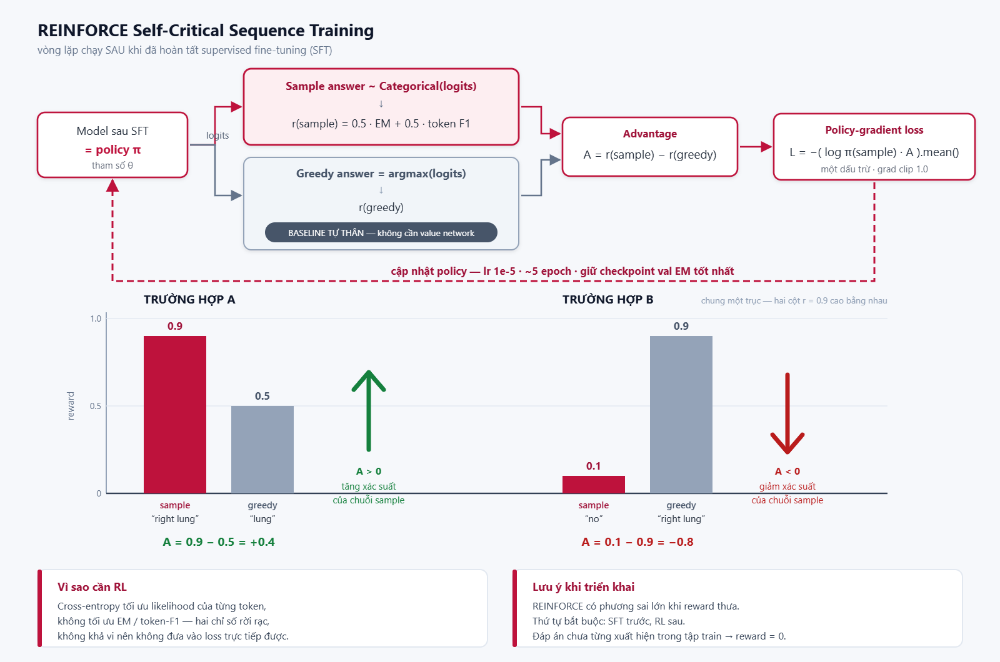 REINFORCE Self-Critical Sequence Training
vòng lặp chạy SAU khi đã hoàn tất supervised fine-tuning (SFT)
Model sau SFT
= policy π
tham số θ
logits
Sample answer ~ Categorical(logits)
↓
r(sample) = 0.5 · EM + 0.5 · token F1
Greedy answer = argmax(logits)
↓
r(greedy)
BASELINE TỰ THÂN — không cần value network
Advantage
A = r(sample) − r(greedy)
Policy-gradient loss
L = −( log π(sample) · A ).mean()
một dấu trừ · grad clip 1.0
cập nhật policy — lr 1e-5 · ~5 epoch · giữ checkpoint val EM tốt nhất
TRƯỜNG HỢP A
TRƯỜNG HỢP B
chung một trục — hai cột r = 0.9 cao bằng nhau
reward
1.0
0.5
0
0.9
0.5
A > 0
tăng xác suất
của chuỗi sample
sample
“right lung”
greedy
“lung”
A = 0.9 − 0.5 = +0.4
0.1
0.9
A < 0
giảm xác suất
của chuỗi sample
sample
“no”
greedy
“right lung”
A = 0.1 − 0.9 = −0.8
Vì sao cần RL
Cross-entropy tối ưu likelihood của từng token,
không tối ưu EM / token-F1 — hai chỉ số rời rạc,
không khả vi nên không đưa vào loss trực tiếp được.
Lưu ý khi triển khai
REINFORCE có phương sai lớn khi reward thưa.
Thứ tự bắt buộc: SFT trước, RL sau.
Đáp án chưa từng xuất hiện trong tập train → reward = 0.